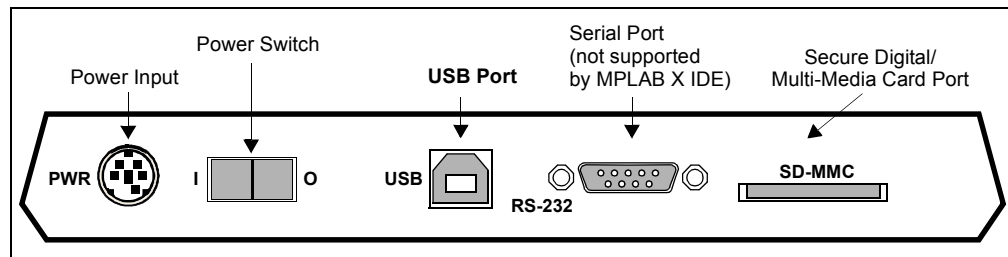 Power Input
Power Switch
USB Port
Serial Port
(not supported
by MPLAB X IDE)
Secure Digital/
Multi-Media Card Port
PWR
I
O
USB
RS-232
SD-MMC